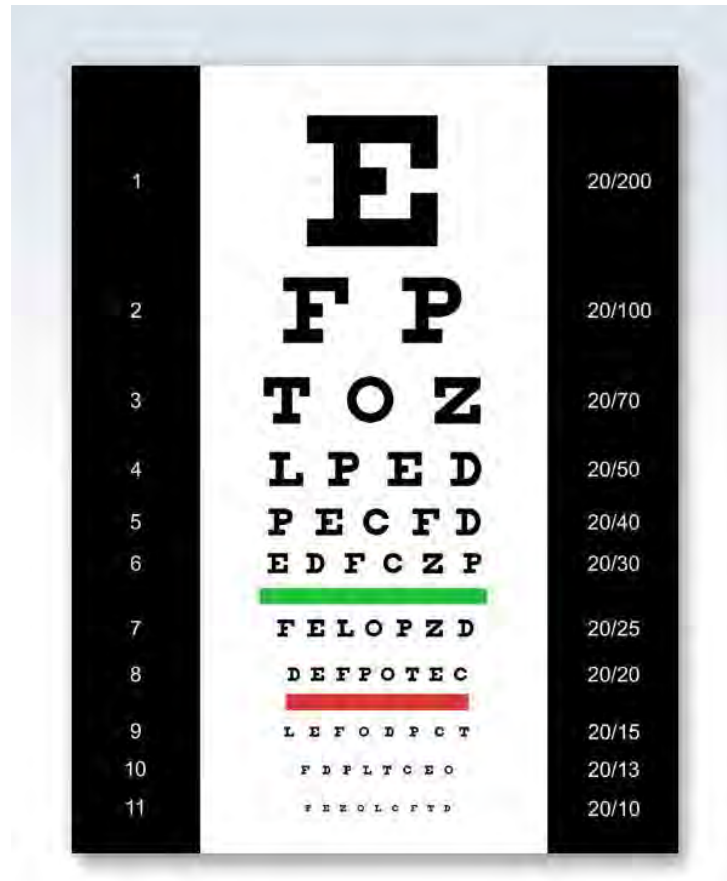 1 E 20/200
2 F P 20/100
3 T O Z 20/70
4 L P E D 20/50
5 P E C F D 20/40
6 E D F C Z P 20/30
7 F E L O P Z D 20/25
8 D E F P O T E C 20/20
9 L E F O D P C T 20/15
10 F D P L T C E O 20/13
11 P E Z O L C F T D 20/10